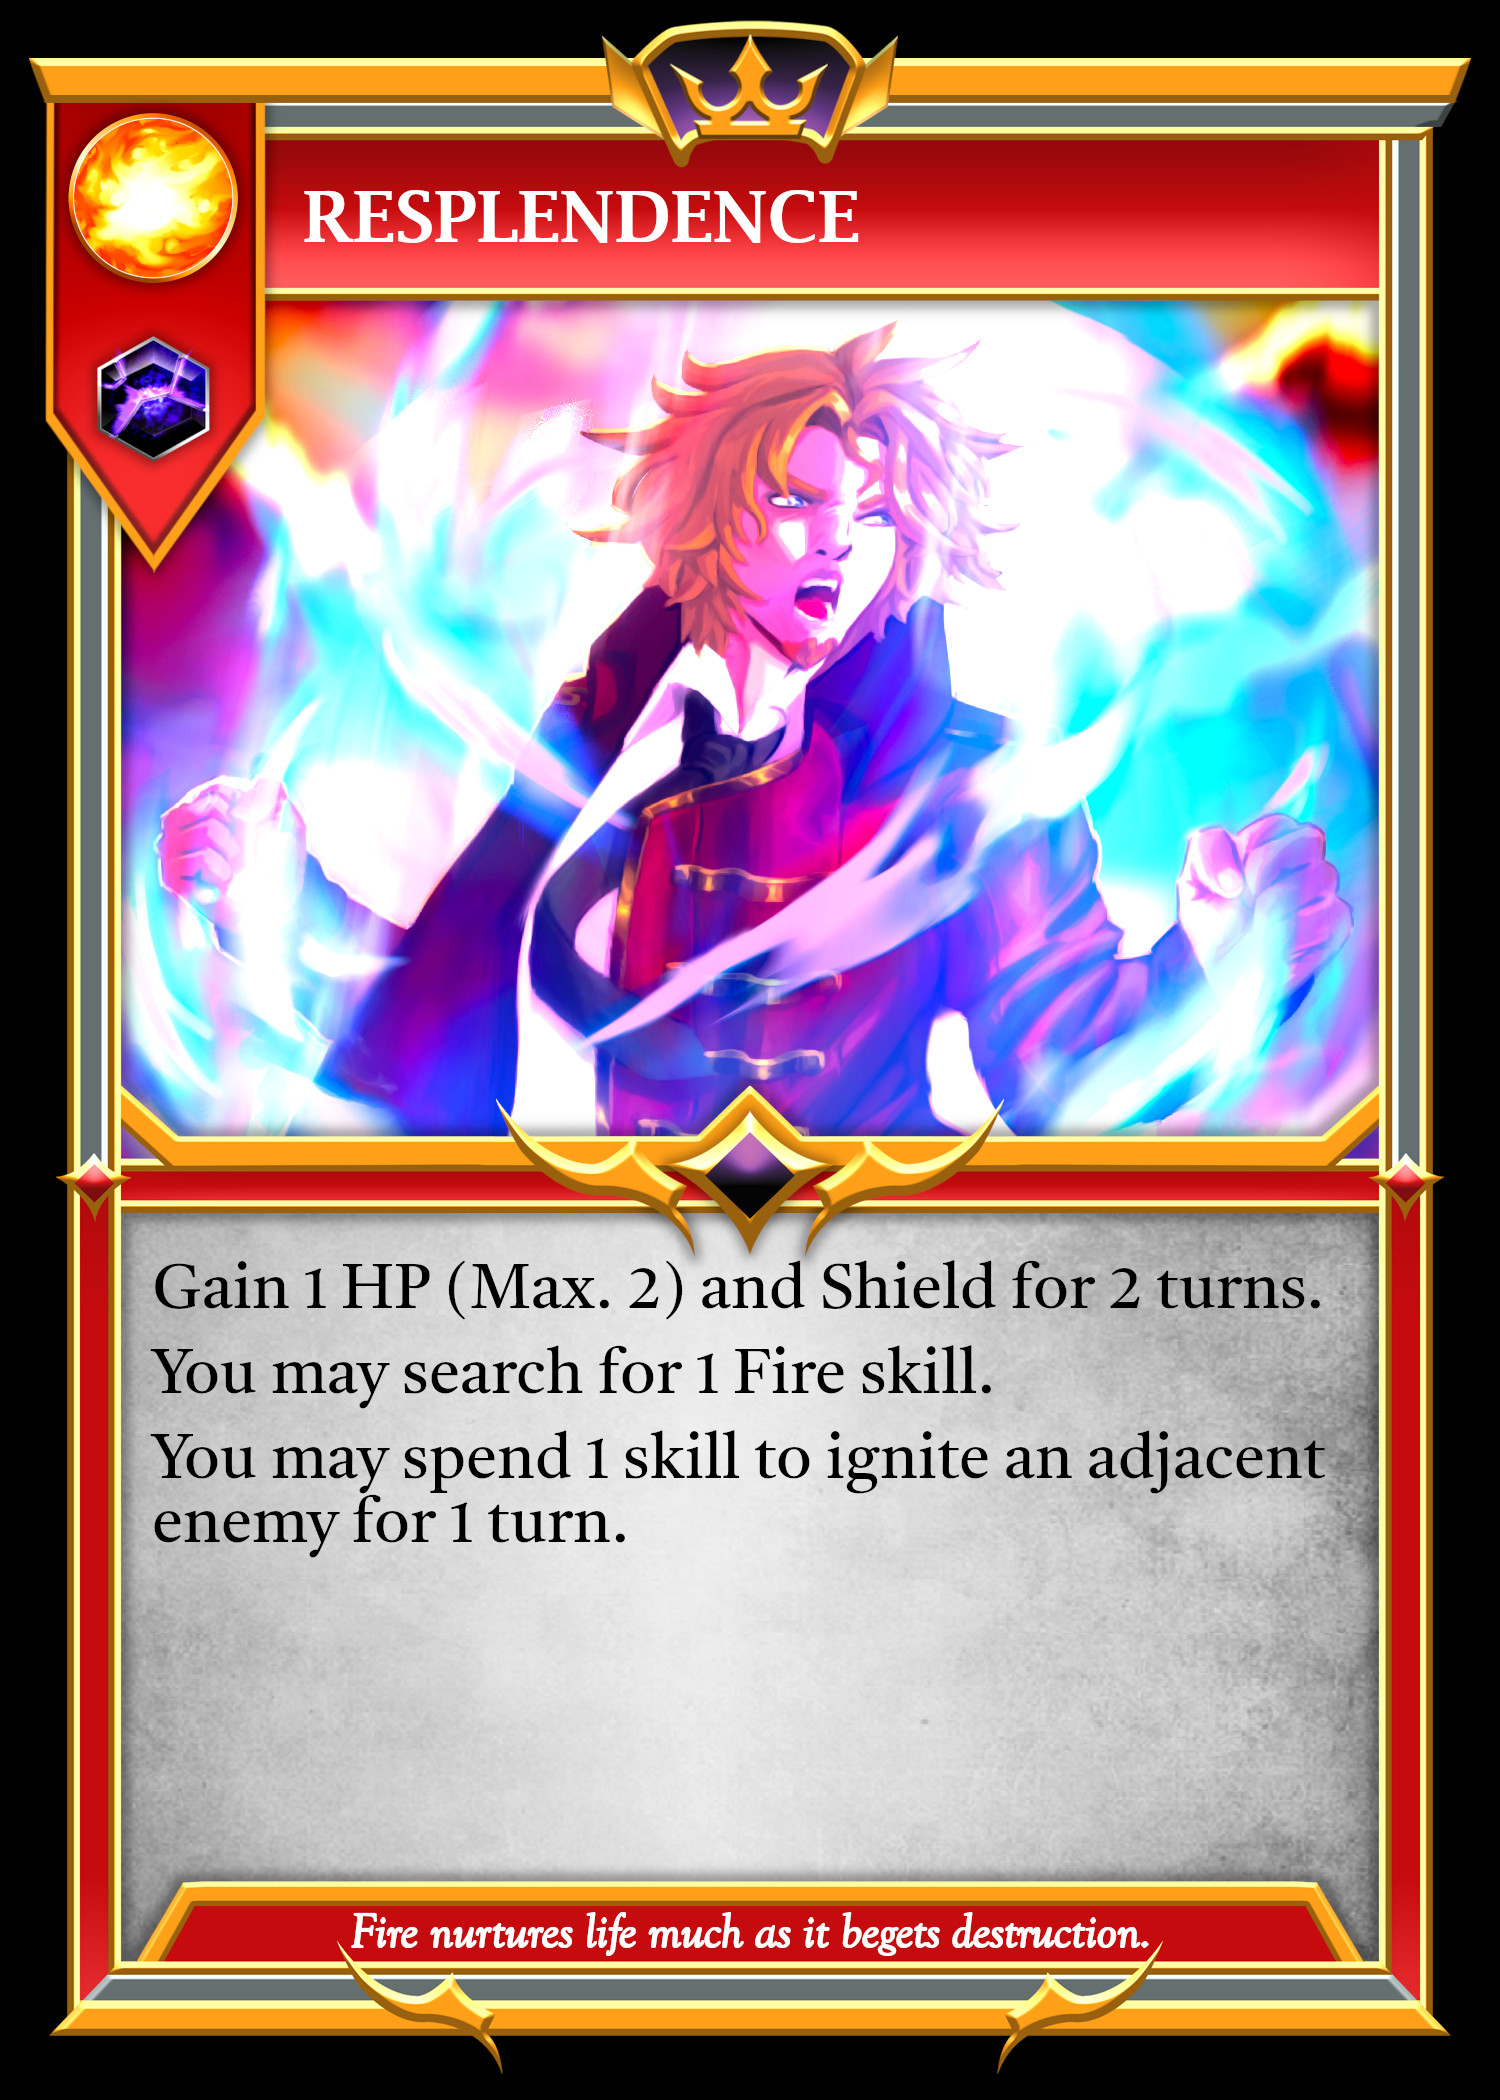 RESPLENDENCE
Gain 1 HP (Max. 2) and Shield for 2 turns.
You may search for 1 Fire skill.
You may spend 1 skill to ignite an adjacent
enemy for 1 turn.
Fire nurtures life much as it begets destruction.